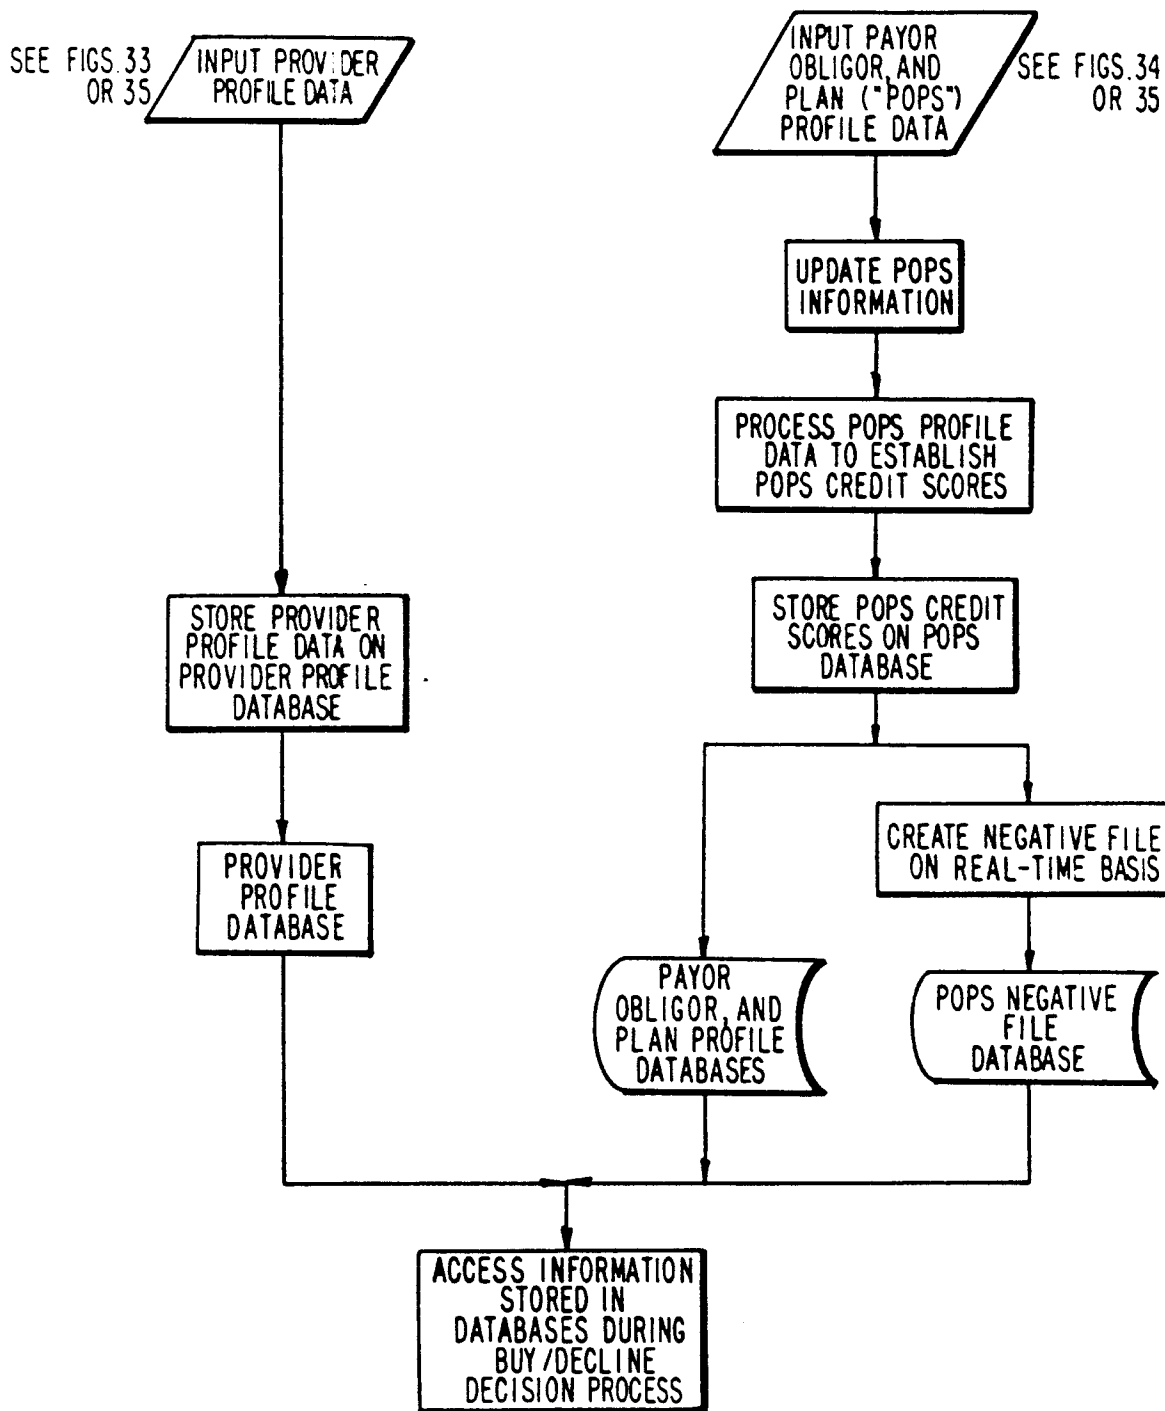 SEE FIGS.33
OR 35
INPUT PROVIDER
PROFILE DATA
INPUT PAYOR
OBLIGOR, AND
PLAN ("POPS")
PROFILE DATA
SEE FIGS.34
OR 35
UPDATE POPS
INFORMATION
PROCESS POPS PROFILE
DATA TO ESTABLISH
POPS CREDIT SCORES
STORE PROVIDER
PROFILE DATA ON
PROVIDER PROFILE
DATABASE
STORE POPS CREDIT
SCORES ON POPS
DATABASE
PROVIDER
PROFILE
DATABASE
CREATE NEGATIVE FILE
ON REAL-TIME BASIS
PAYOR
OBLIGOR, AND
PLAN PROFILE
DATABASES
POPS NEGATIVE
FILE
DATABASE
ACCESS INFORMATION
STORED IN
DATABASES DURING
BUY/DECLINE
DECISION PROCESS